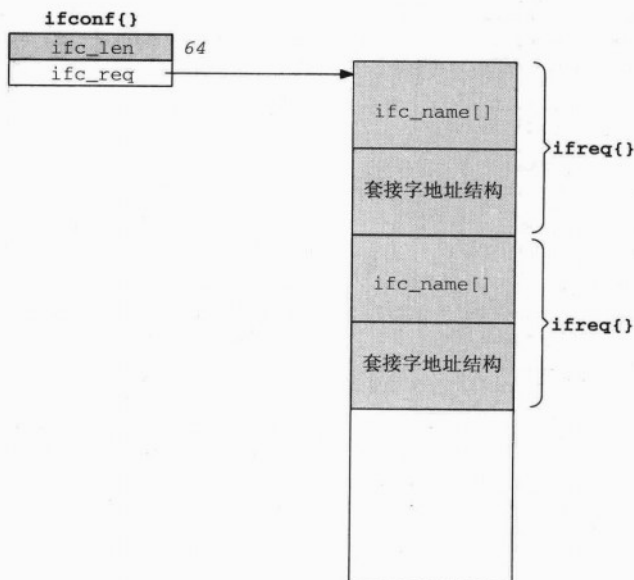 ifconf{}
ifc_len
64
ifc_req
ifc_name[]
ifreq{}
套接字地址结构
ifc_name[]
ifreq{}
套接字地址结构